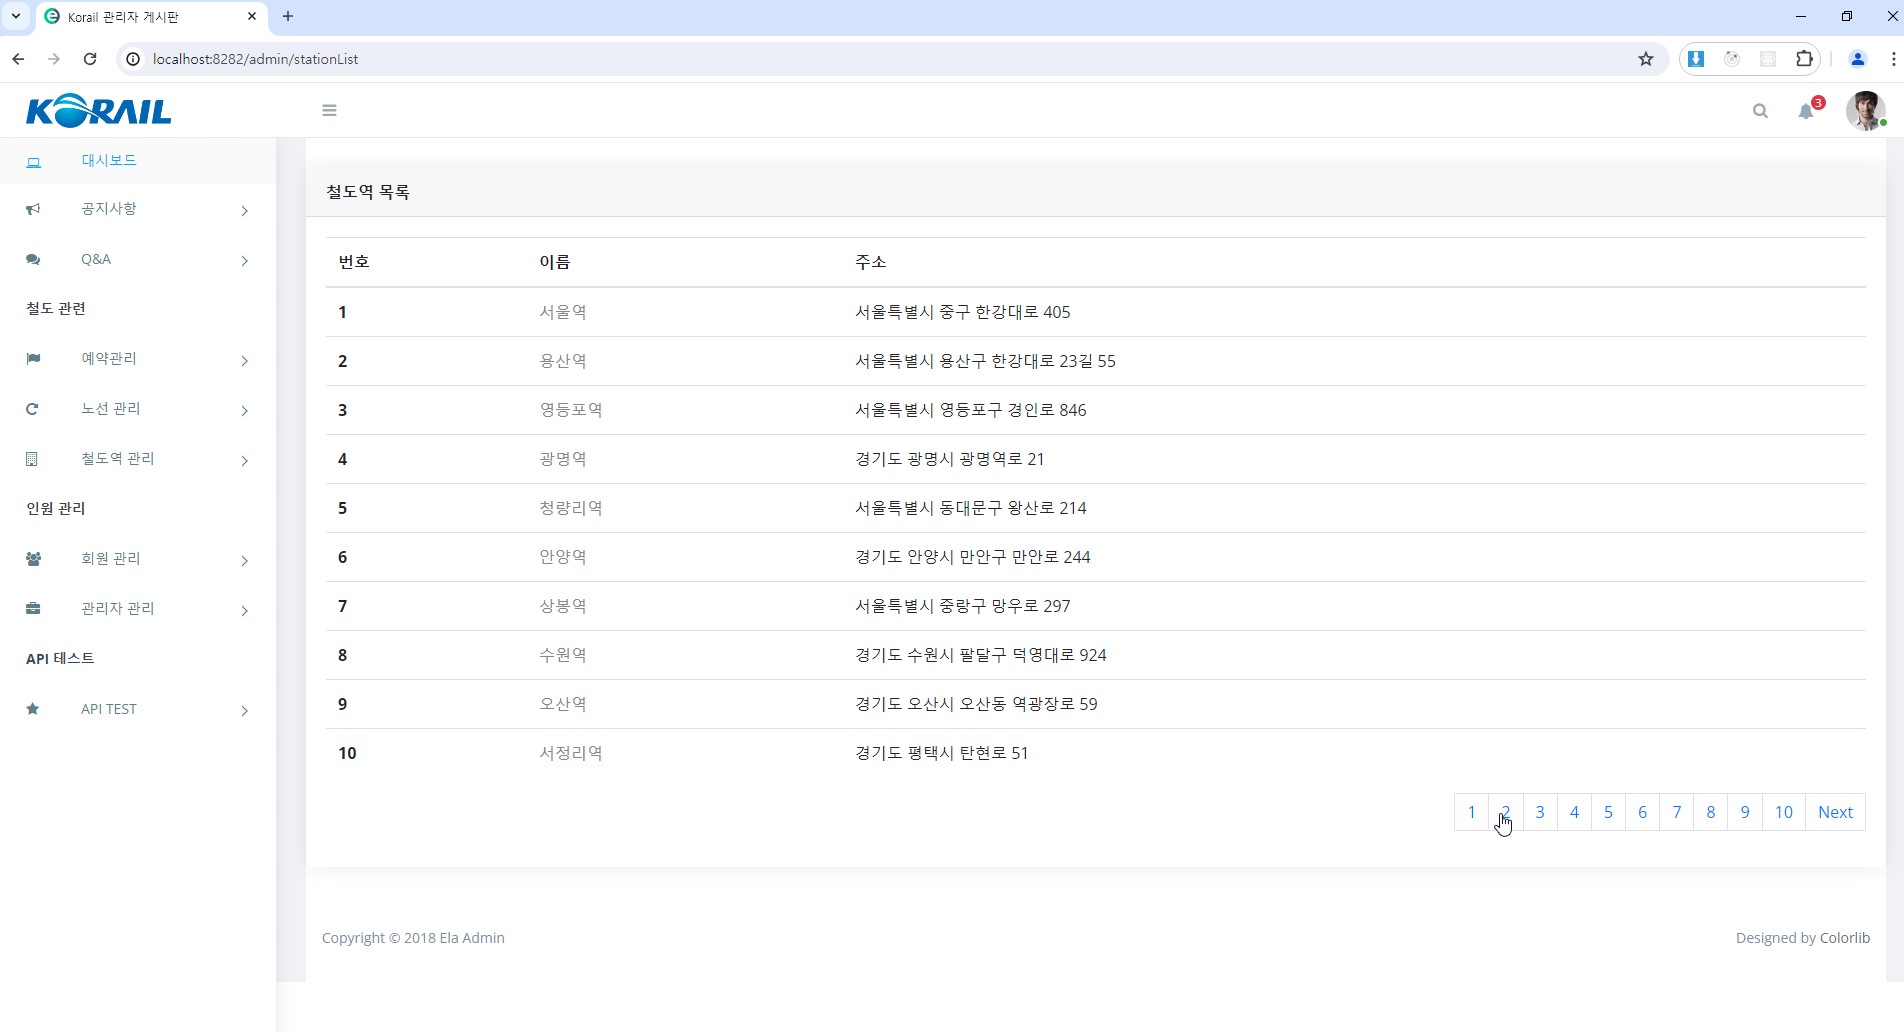 Korail 관리자 게시판
localhost:8282/admin/stationList
KORAIL
3
대시보드
공지사항
Q&A
철도 관련
예약관리
노선 관리
철도역 관리
인원 관리
회원 관리
관리자 관리
API 테스트
API TEST
철도역 목록
번호 이름 주소
1 서울역 서울특별시 중구 한강대로 405
2 용산역 서울특별시 용산구 한강대로 23길 55
3 영등포역 서울특별시 영등포구 경인로 846
4 광명역 경기도 광명시 광명역로 21
5 청량리역 서울특별시 동대문구 왕산로 214
6 안양역 경기도 안양시 만안구 만안로 244
7 상봉역 서울특별시 중랑구 망우로 297
8 수원역 경기도 수원시 팔달구 덕영대로 924
9 오산역 경기도 오산시 오산동 역광장로 59
10 서정리역 경기도 평택시 탄현로 51
1 2 3 4 5 6 7 8 9 10 Next
Copyright © 2018 Ela Admin
Designed by Colorlib